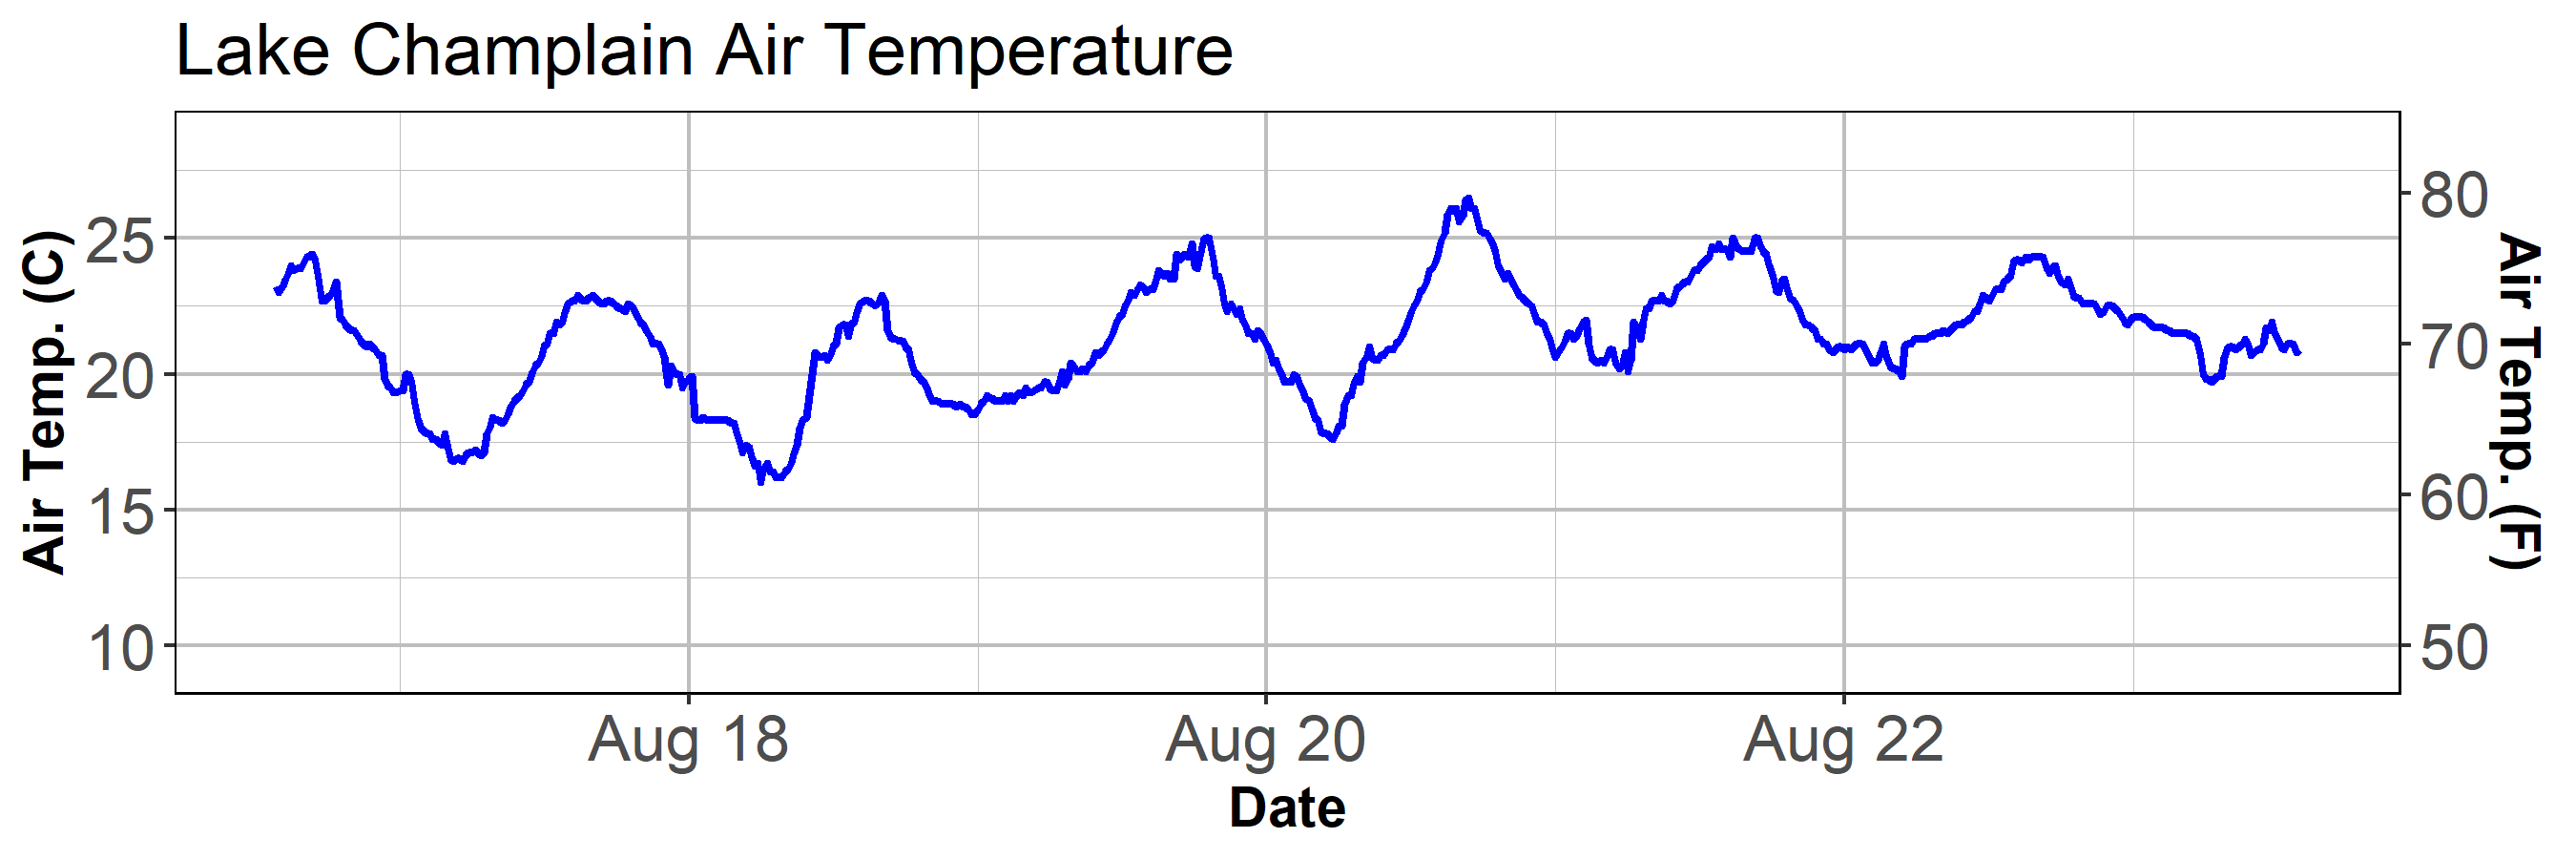 Lake Champlain Air Temperature
Air Temp. (C)
25
20
15
10
80
70
60
50
Air Temp. (F)
Aug 18
Aug 20
Aug 22
Date